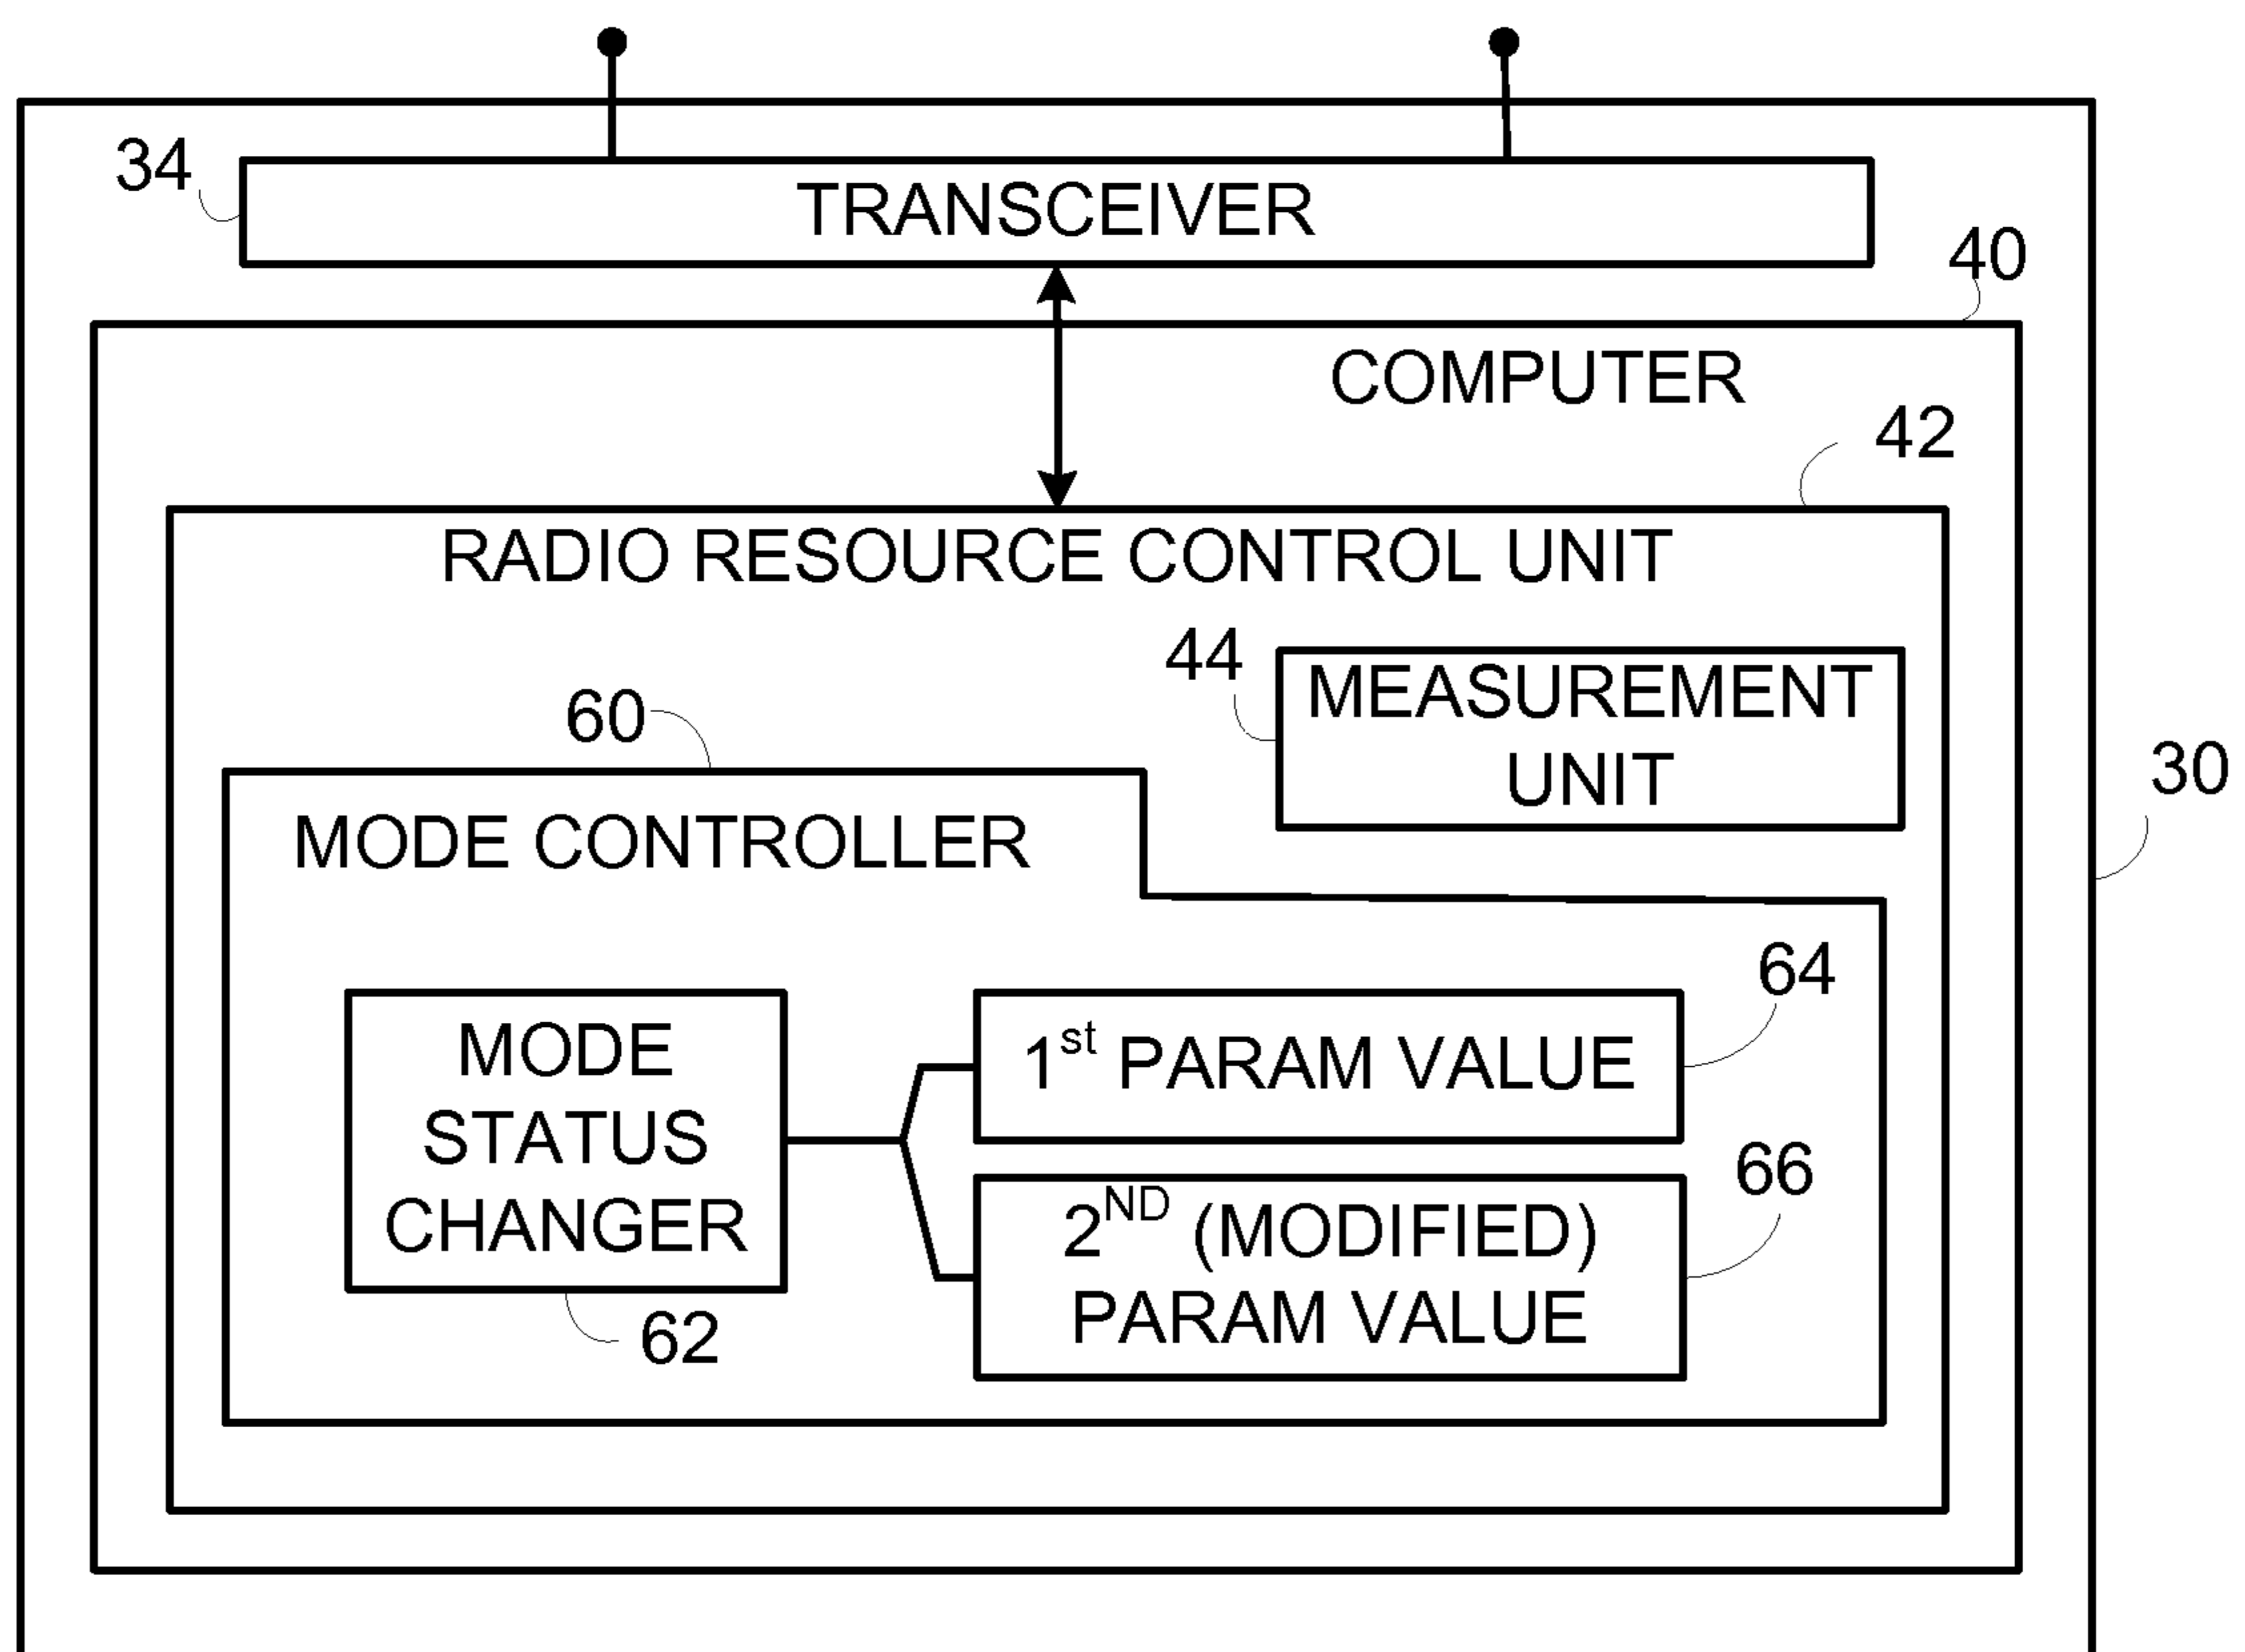 34
TRANSCEIVER
40
COMPUTER
42
RADIO RESOURCE CONTROL UNIT
44
MEASUREMENT
UNIT
60
30
MODE CONTROLLER
64
MODE
STATUS
CHANGER
1st PARAM VALUE
66
2ND (MODIFIED)
PARAM VALUE
62